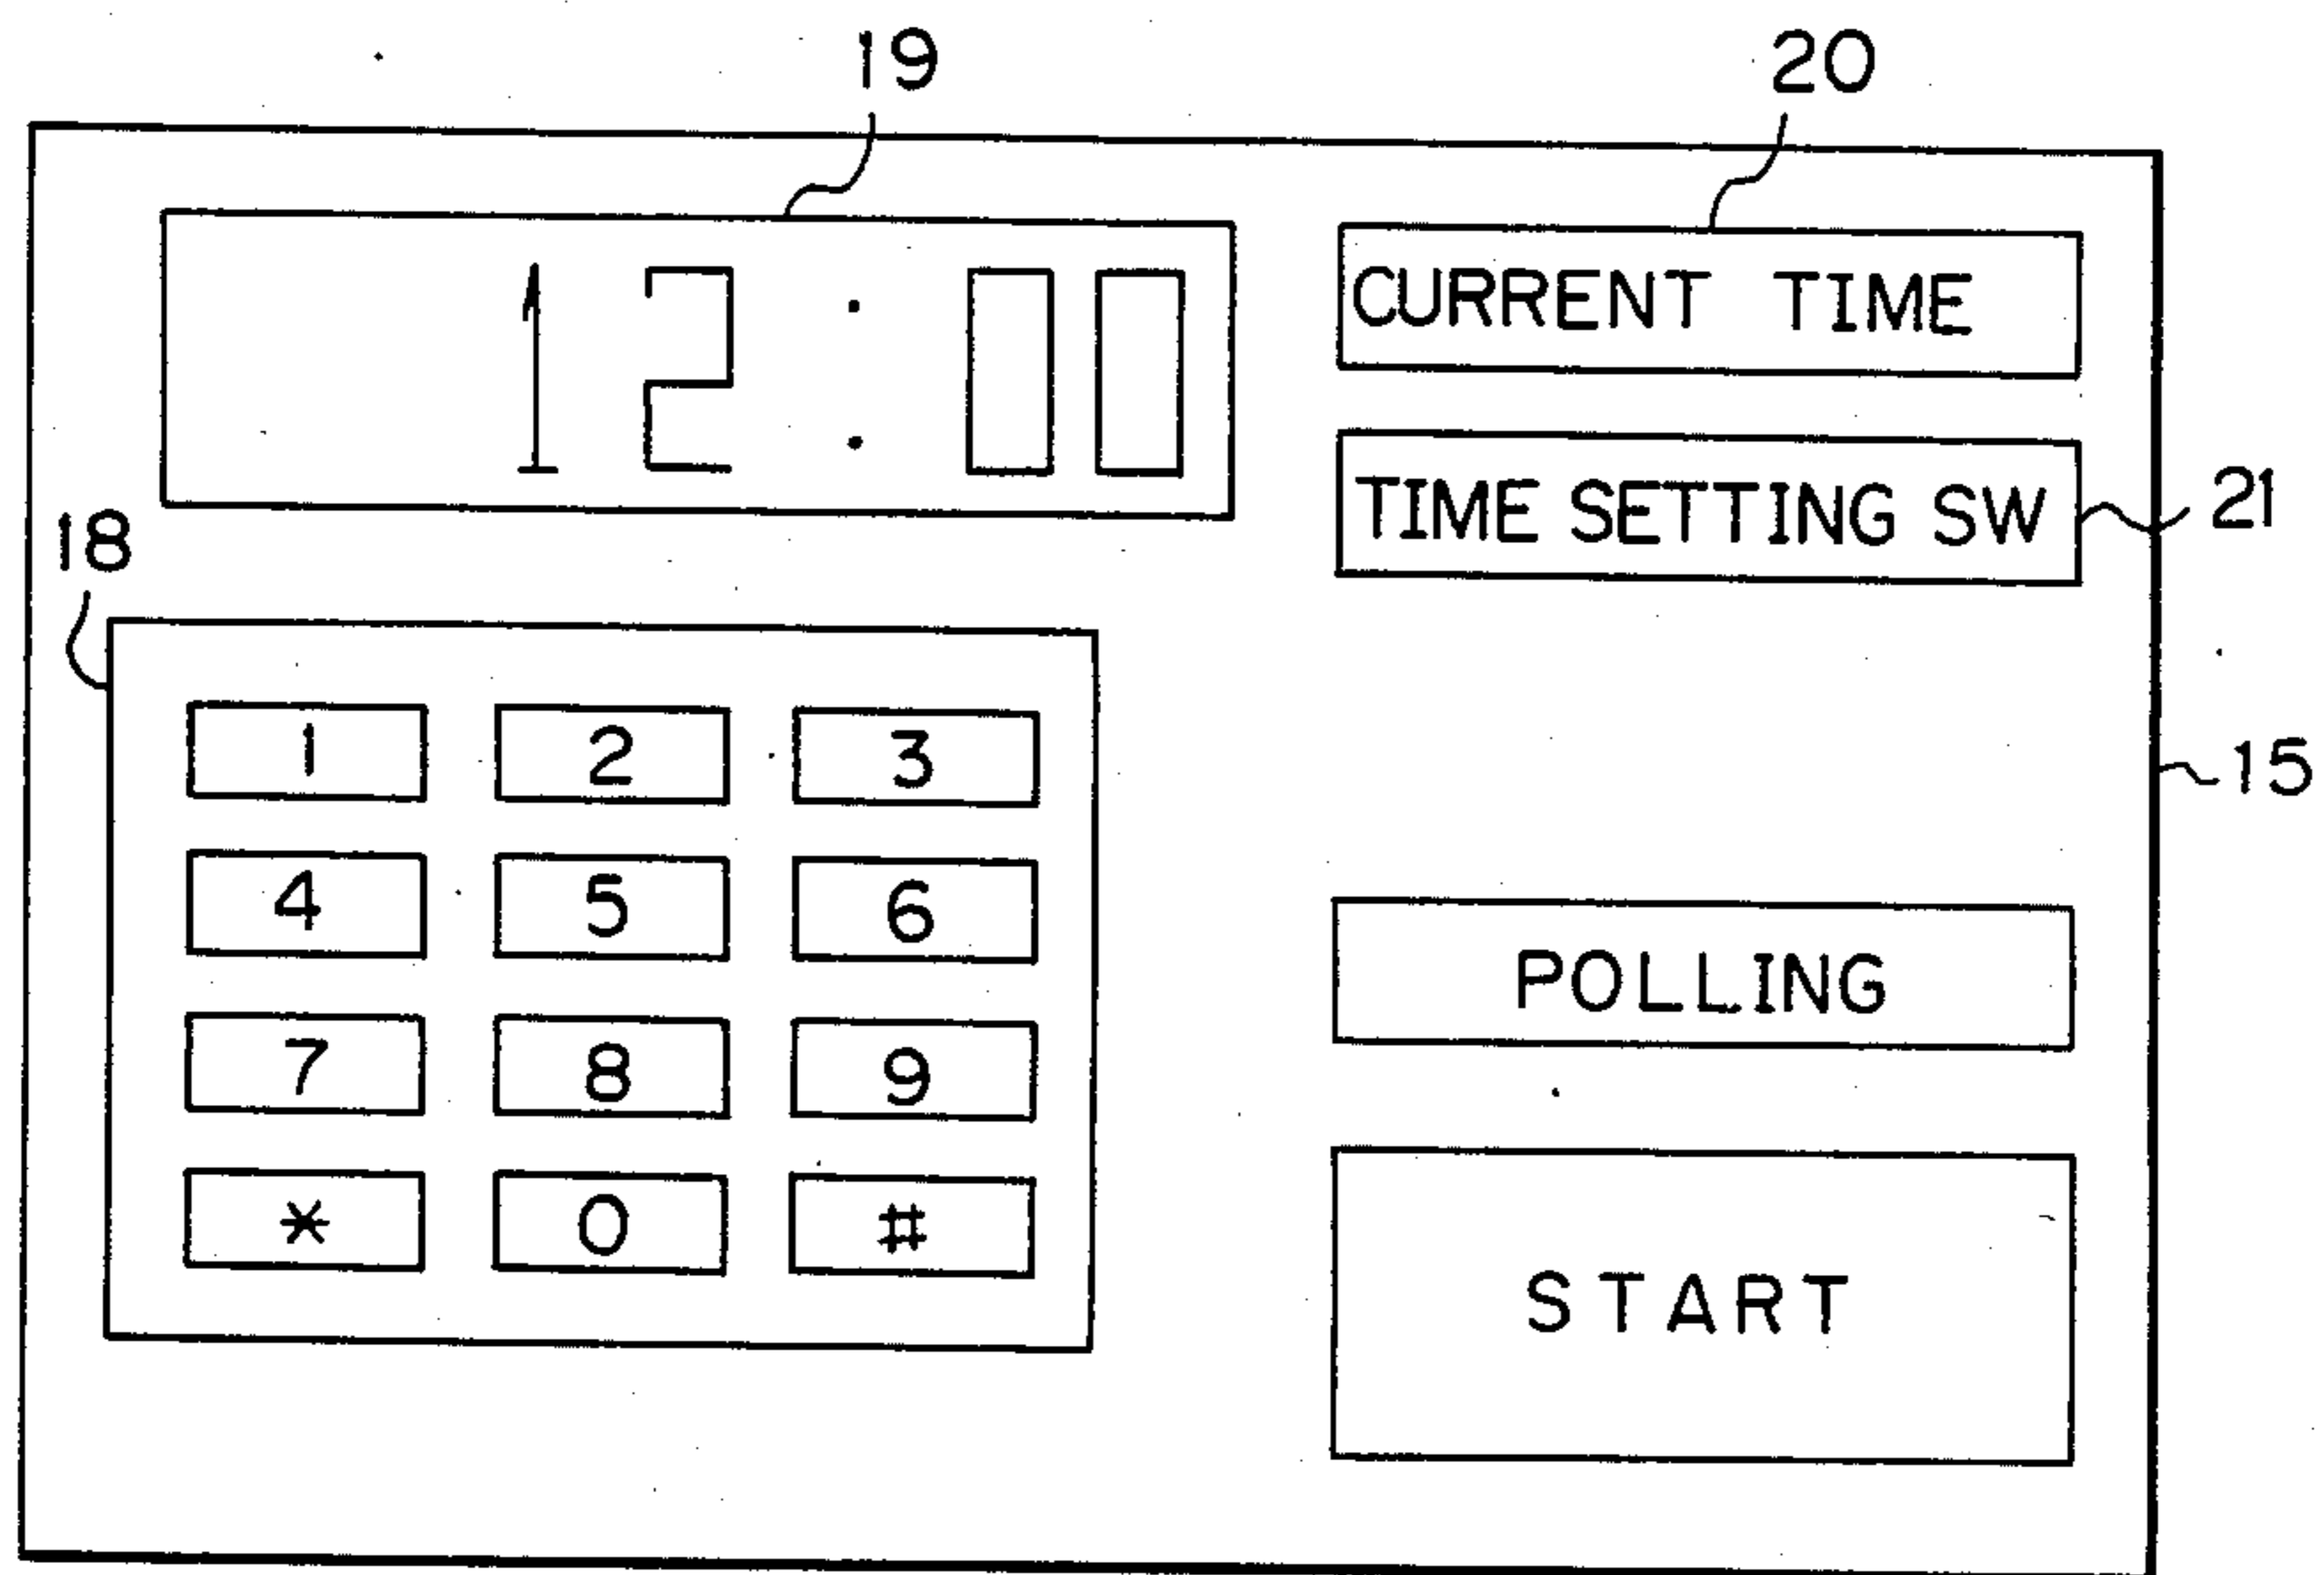 19 20
12:00 CURRENT TIME
TIME SETTING SW 21
18
1 2 3
15
4 5 6
POLLING
7 8 9
* 0 #
START